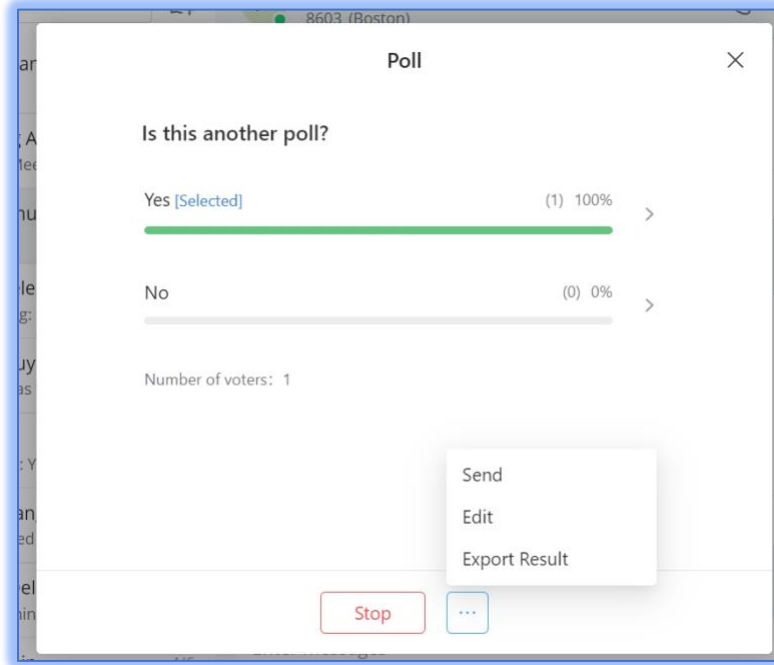 8603 (Boston)
Poll
Is this another poll?
Yes [Selected] (1) 100%
No (0) 0%
Number of voters: 1
Send
Edit
Export Result
Stop
...